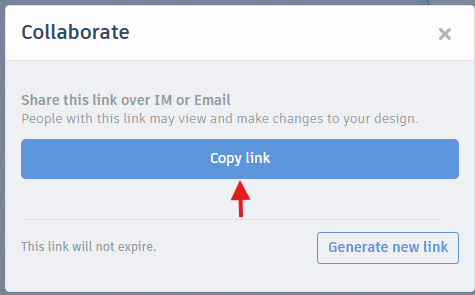 Collaborate
Share this link over IM or Email
People with this link may view and make changes to your design.
Copy link
This link will not expire.
Generate new link